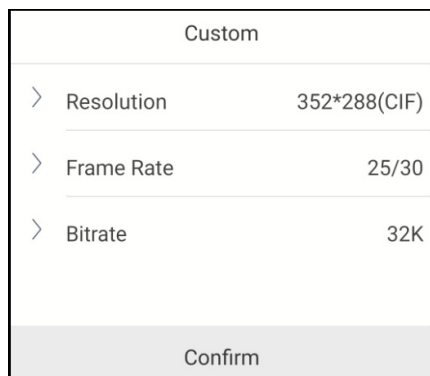 Custom
Resolution 352*288(CIF)
Frame Rate 25/30
Bitrate 32K
Confirm